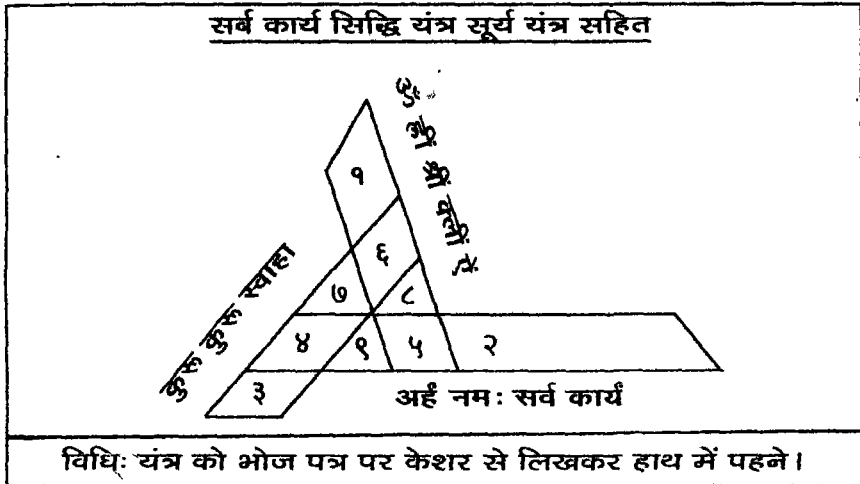 सर्ब कार्य सिद्धि यंत्र सूर्य यंत्र सहित
ॐ ह्रीं श्रीं क्लीं ऐं
१
६
७ ८
४ ९ ५ २
३
कुरू कुरू स्वाहा
अर्हं नमः सर्व कार्यं
विधिः यंत्र को भोज पत्र पर केशर से लिखकर हाथ में पहने।